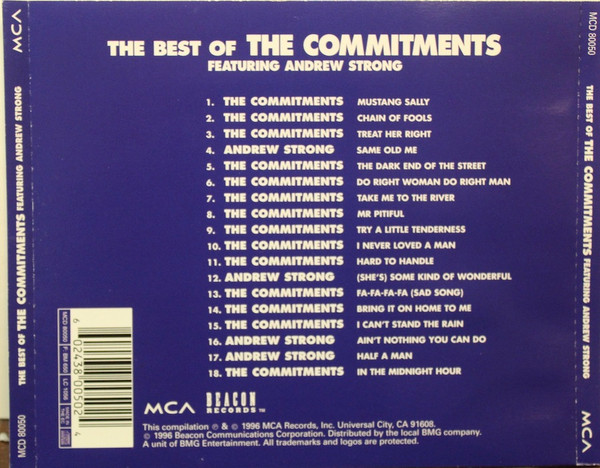 THE BEST OF THE COMMITMENTS
FEATURING ANDREW STRONG
1. THE COMMITMENTS MUSTANG SALLY
2. THE COMMITMENTS CHAIN OF FOOLS
3. THE COMMITMENTS TREAT HER RIGHT
4. ANDREW STRONG SAME OLD ME
5. THE COMMITMENTS THE DARK END OF THE STREET
6. THE COMMITMENTS DO RIGHT WOMAN DO RIGHT MAN
7. THE COMMITMENTS TAKE ME TO THE RIVER
8. THE COMMITMENTS MR PITIFUL
9. THE COMMITMENTS TRY A LITTLE TENDERNESS
10. THE COMMITMENTS I NEVER LOVED A MAN
11. THE COMMITMENTS HARD TO HANDLE
12. ANDREW STRONG (SHE'S) SOME KIND OF WONDERFUL
13. THE COMMITMENTS FA-FA-FA-FA (SAD SONG)
14. THE COMMITMENTS BRING IT ON HOME TO ME
15. THE COMMITMENTS I CAN'T STAND THE RAIN
16. ANDREW STRONG AIN'T NOTHING YOU CAN DO
17. ANDREW STRONG HALF A MAN
18. THE COMMITMENTS IN THE MIDNIGHT HOUR
MCA BEACON
RECORDS ™
This compilation ℗ & © 1996 MCA Records, Inc. Universal City, CA 91608.
© 1996 Beacon Communications Corporation. Distributed by the local BMG company.
A unit of BMG Entertainment. All trademarks and logos are protected.
MCD 80050 THE BEST OF THE COMMITMENTS FEATURING ANDREW STRONG MCA
MCD 80050 THE BEST OF THE COMMITMENTS FEATURING ANDREW STRONG MCA
MCD 80050
LC 1056
6 02438 00502 4